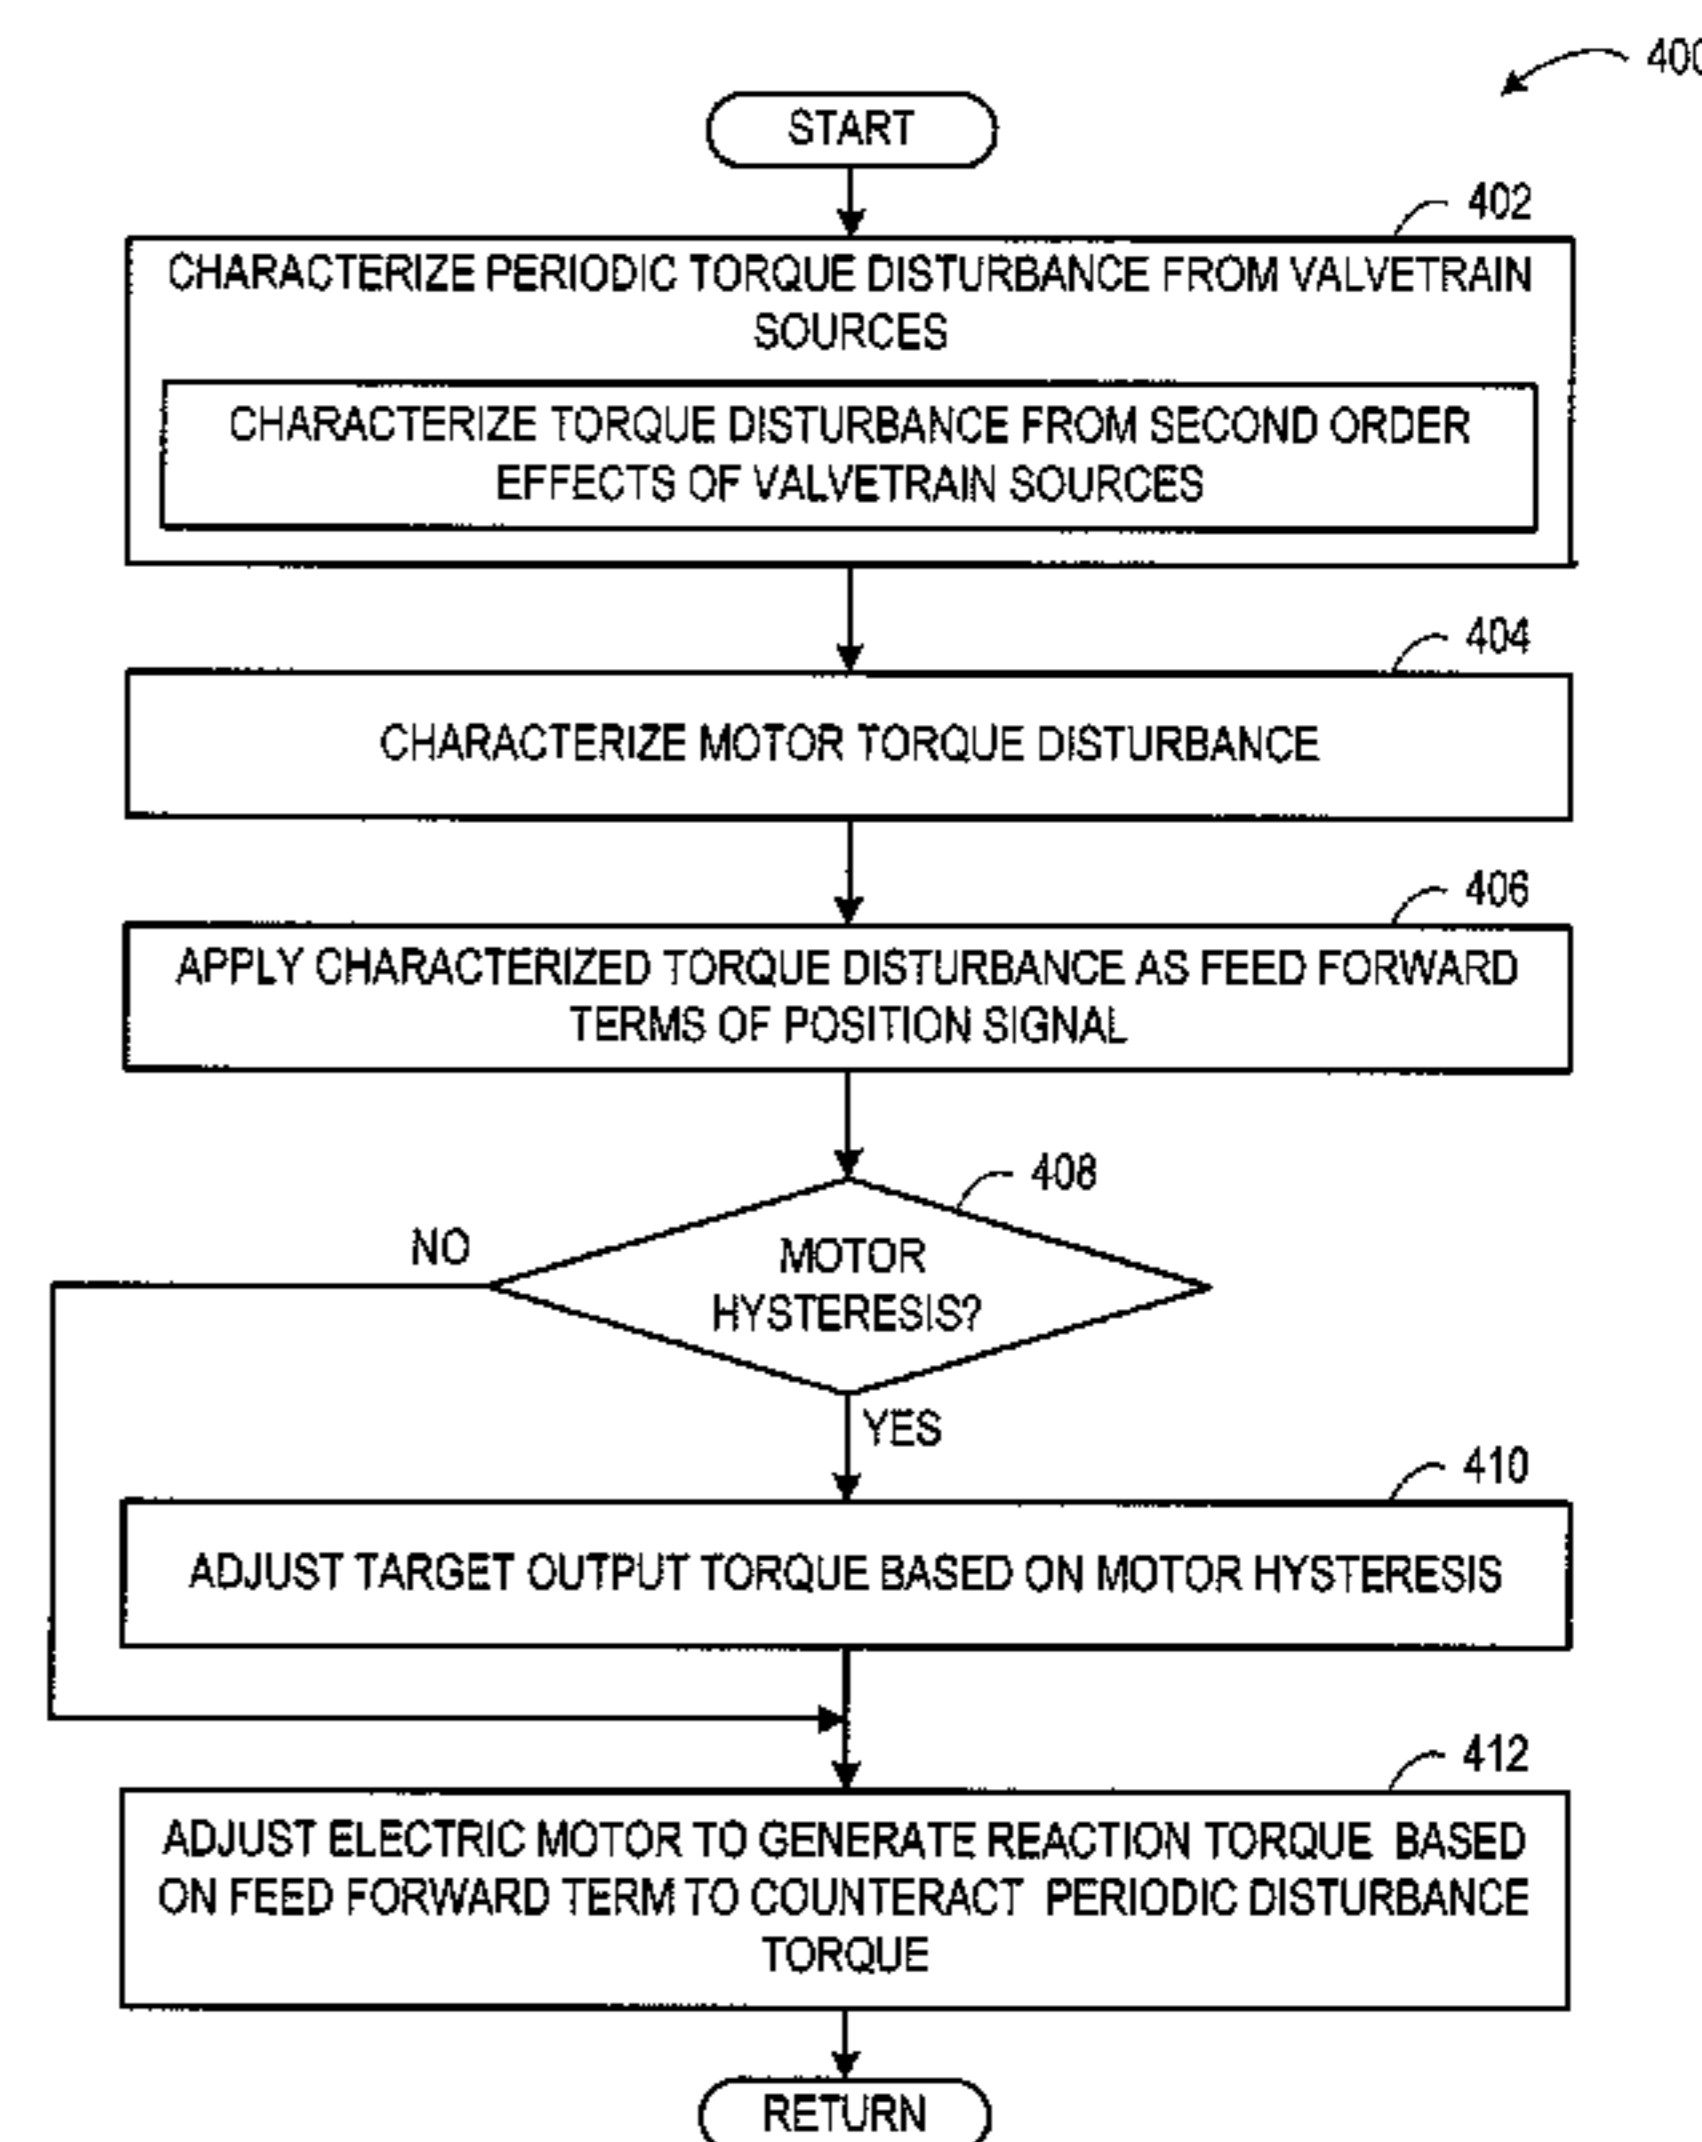 400
START
402
CHARACTERIZE PERIODIC TORQUE DISTURBANCE FROM VALVETRAIN
SOURCES
CHARACTERIZE TORQUE DISTURBANCE FROM SECOND ORDER
EFFECTS OF VALVETRAIN SOURCES
404
CHARACTERIZE MOTOR TORQUE DISTURBANCE
406
APPLY CHARACTERIZED TORQUE DISTURBANCE AS FEED FORWARD
TERMS OF POSITION SIGNAL
408
NO
MOTOR
HYSTERESIS?
YES
410
ADJUST TARGET OUTPUT TORQUE BASED ON MOTOR HYSTERESIS
412
ADJUST ELECTRIC MOTOR TO GENERATE REACTION TORQUE BASED
ON FEED FORWARD TERM TO COUNTERACT PERIODIC DISTURBANCE
TORQUE
RETURN